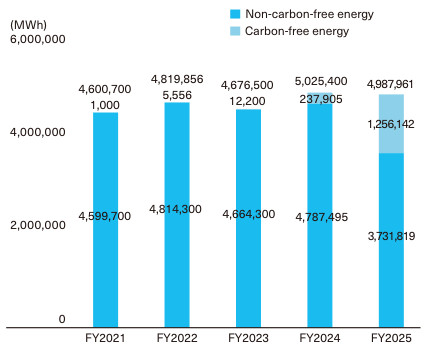 (MWh)
Non-carbon-free energy
Carbon-free energy
6,000,000
4,000,000
2,000,000
0
4,600,700
1,000
4,599,700
4,819,856
5,556
4,814,300
4,676,500
12,200
4,664,300
5,025,400
237,905
4,787,495
4,987,961
1,256,142
3,731,819
FY2021
FY2022
FY2023
FY2024
FY2025